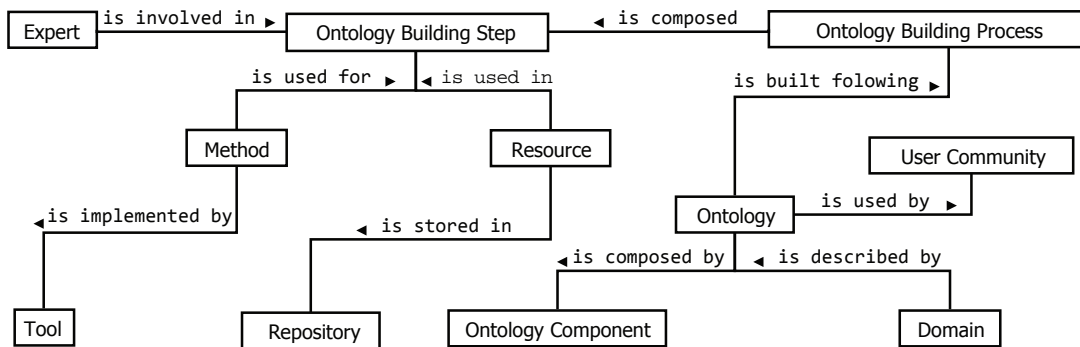 Expert
is involved in
Ontology Building Step
is composed
Ontology Building Process
is used for
is used in
is built folowing
Method
Resource
User Community
is implemented by
is stored in
Ontology
is used by
is composed by
is described by
Tool
Repository
Ontology Component
Domain